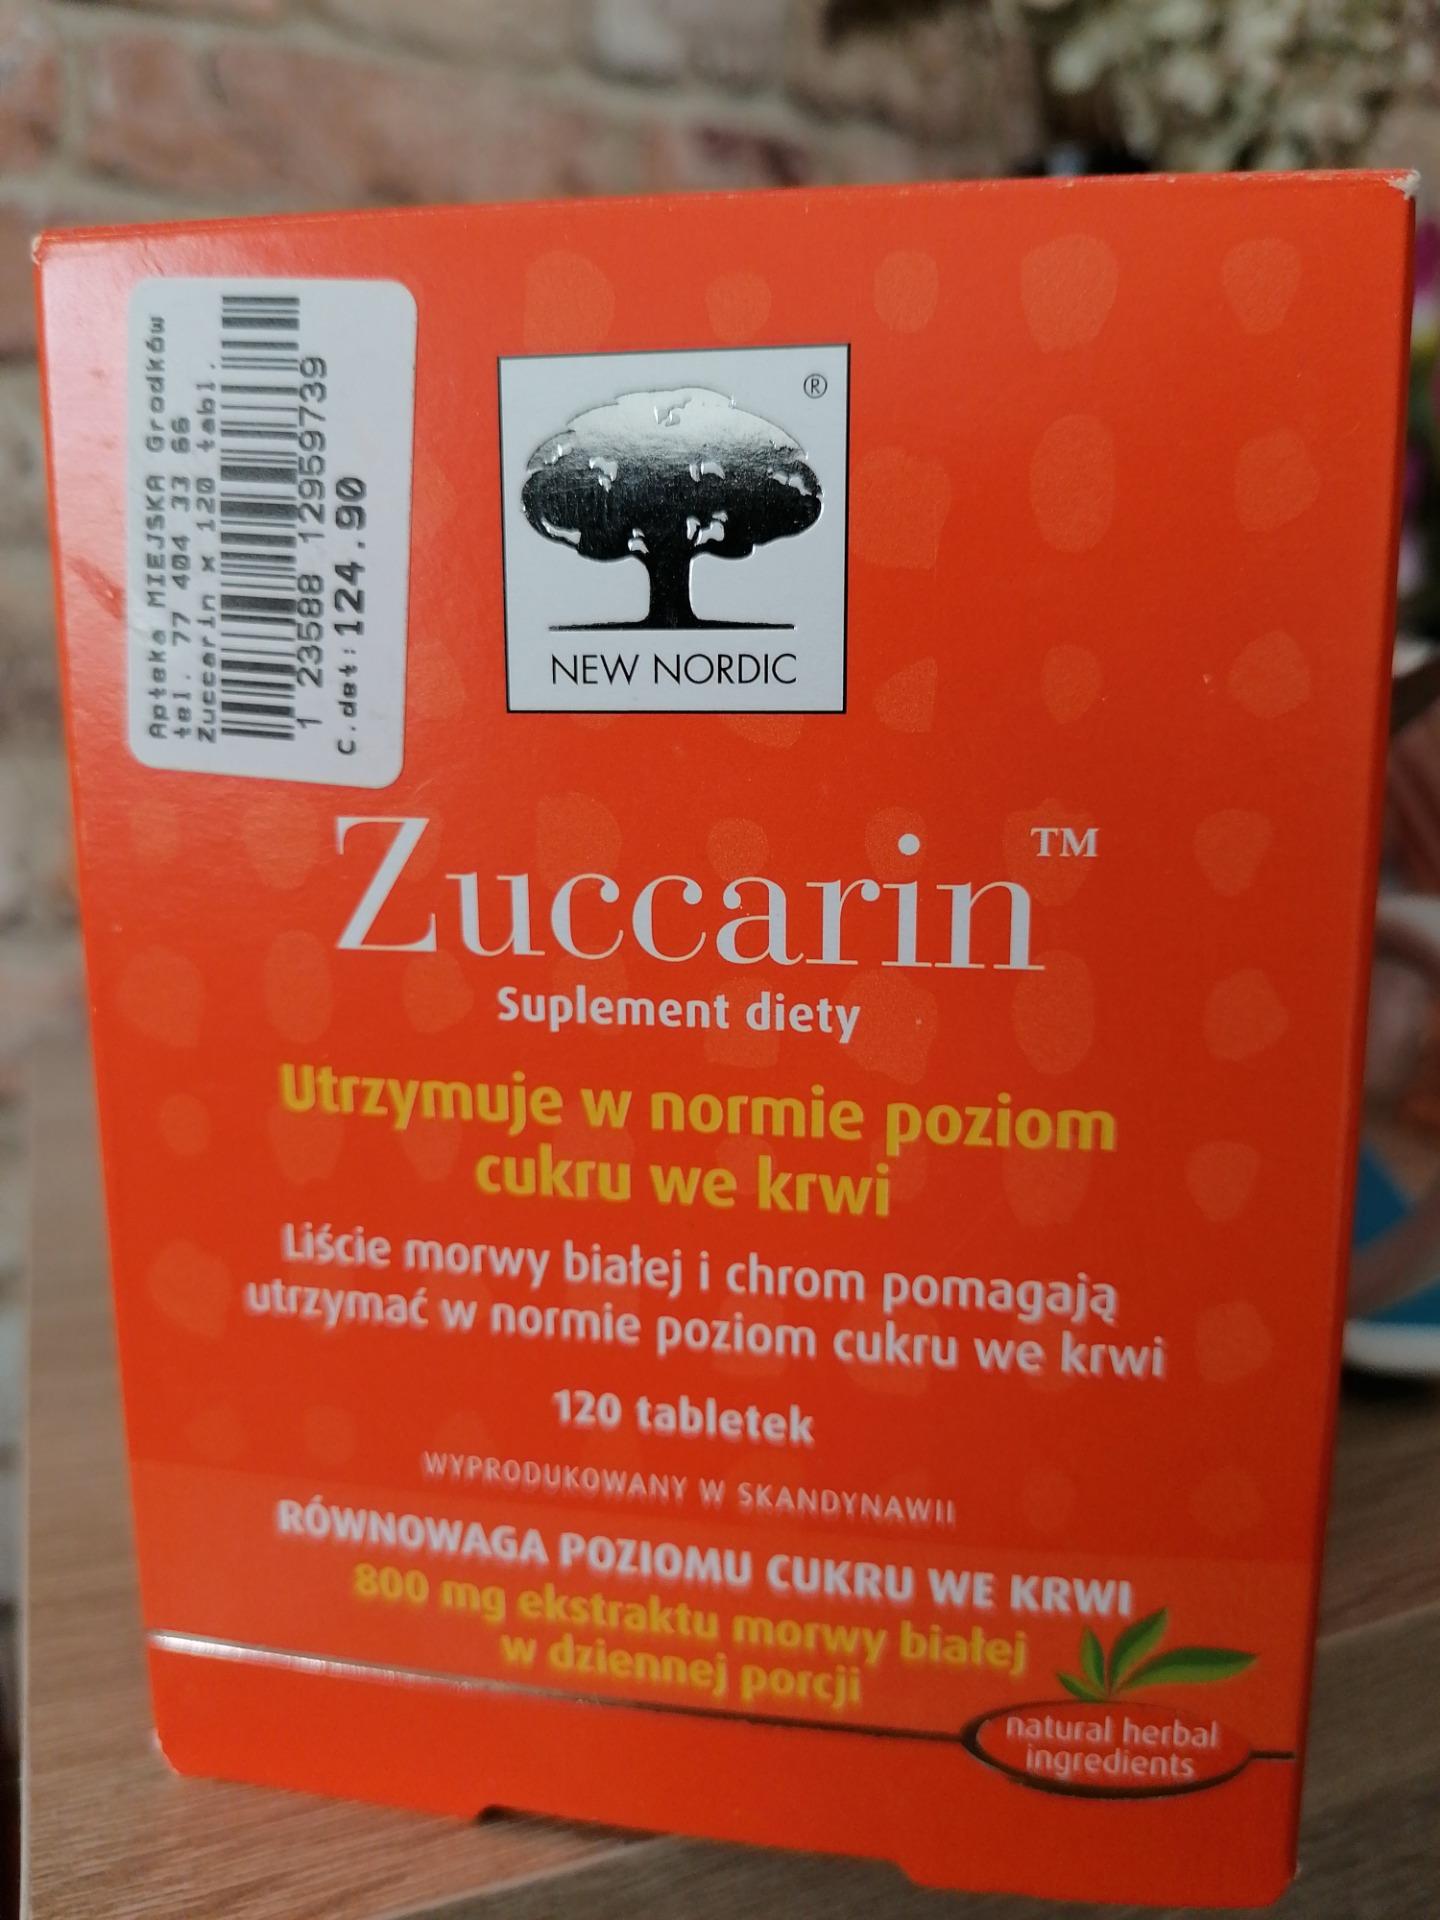 Apteka MIEJSKA Grodków
tel. 77 404 33 66
Zuccarin x 120 tabl.
1 23588 12959739
c.det:124.90
®
NEW NORDIC
Zuccarin™
Suplement diety
Utrzymuje w normie poziom
cukru we krwi
Liście morwy białej i chrom pomagają
utrzymać w normie poziom cukru we krwi
120 tabletek
WYPRODUKOWANY W SKANDYNAWII
RÓWNOWAGA POZIOMU CUKRU WE KRWI
800 mg ekstraktu morwy białej
w dziennej porcji
natural herbal
ingredients